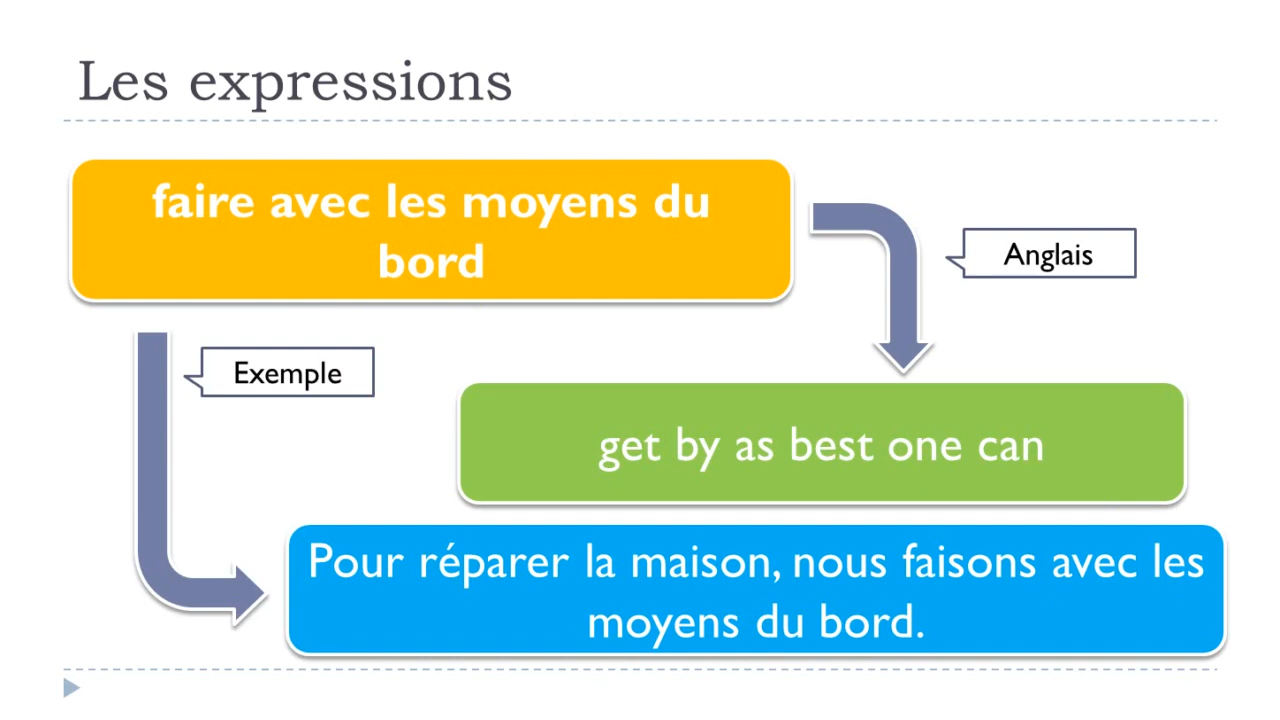 Les expressions
faire avec les moyens du
bord
Anglais
Exemple
get by as best one can
Pour réparer la maison, nous faisons avec les
moyens du bord.